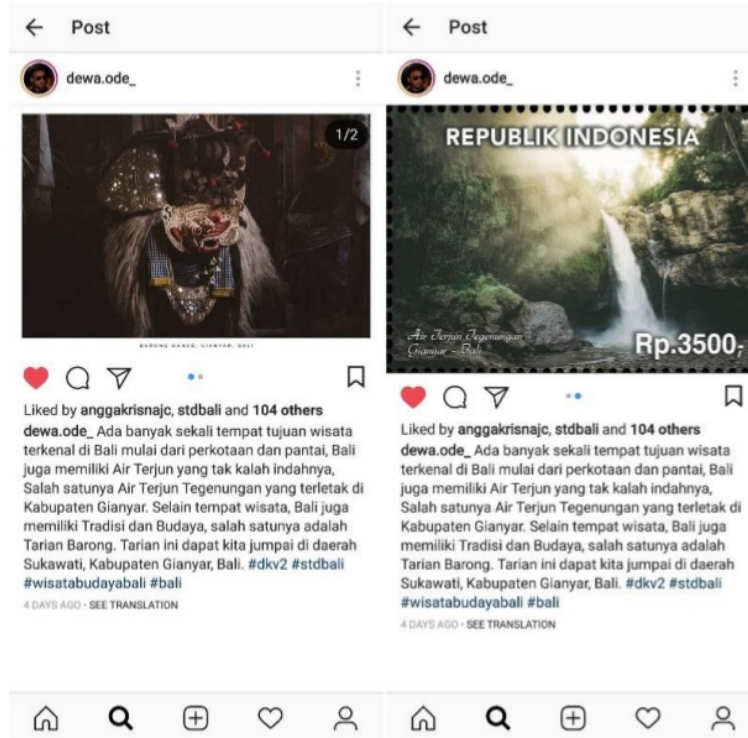 Post
dewa.ode_
1/2
BARONG DANCE, GIANYAR, BALI
Liked by anggakrisnajc, stdbali and 104 others
dewa.ode_ Ada banyak sekali tempat tujuan wisata
terkenal di Bali mulai dari perkotaan dan pantai, Bali
juga memiliki Air Terjun yang tak kalah indahnya,
Salah satunya Air Terjun Tegenungan yang terletak di
Kabupaten Gianyar. Selain tempat wisata, Bali juga
memiliki Tradisi dan Budaya, salah satunya adalah
Tarian Barong. Tarian ini dapat kita jumpai di daerah
Sukawati, Kabupaten Gianyar, Bali. #dkv2 #stdbali
#wisatabudayabali #bali
4 DAYS AGO · SEE TRANSLATION
Post
dewa.ode_
REPUBLIK INDONESIA
Air Terjun Tegenungan
Gianyar - Bali
Rp.3500,-
Liked by anggakrisnajc, stdbali and 104 others
dewa.ode_ Ada banyak sekali tempat tujuan wisata
terkenal di Bali mulai dari perkotaan dan pantai, Bali
juga memiliki Air Terjun yang tak kalah indahnya,
Salah satunya Air Terjun Tegenungan yang terletak di
Kabupaten Gianyar. Selain tempat wisata, Bali juga
memiliki Tradisi dan Budaya, salah satunya adalah
Tarian Barong. Tarian ini dapat kita jumpai di daerah
Sukawati, Kabupaten Gianyar, Bali. #dkv2 #stdbali
#wisatabudayabali #bali
4 DAYS AGO · SEE TRANSLATION